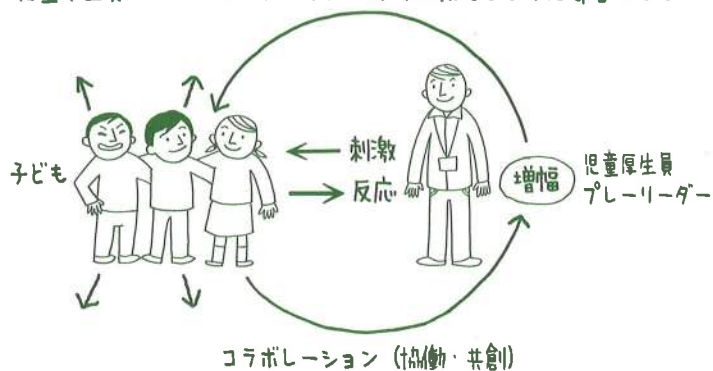 子ども
刺激
反応
増幅
児童厚生員
プレーリーダー
コラボレーション (協働・共創)